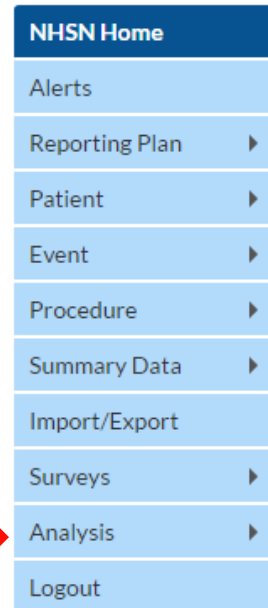 NHSN Home
Alerts
Reporting Plan
Patient
Event
Procedure
Summary Data
Import/Export
Surveys
Analysis
Logout